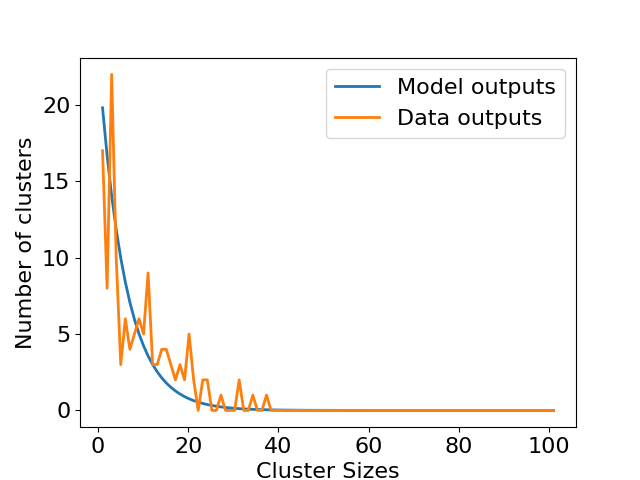 Model outputs
Data outputs
20
15
10
5
0
Number of clusters
0 20 40 60 80 100
Cluster Sizes